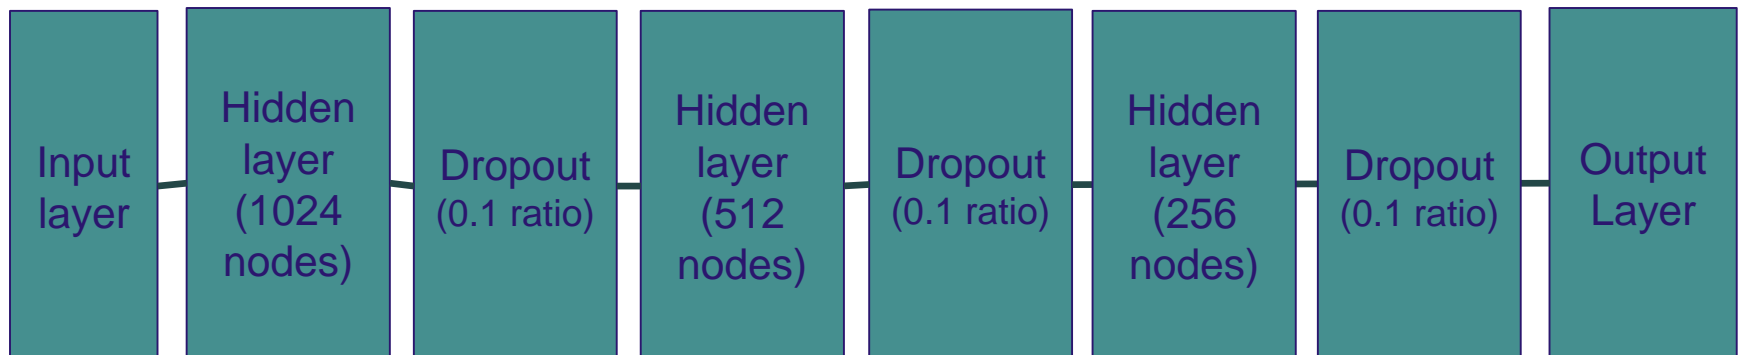 Input
layer
Hidden
layer
(1024
nodes)
Dropout
(0.1 ratio)
Hidden
layer
(512
nodes)
Dropout
(0.1 ratio)
Hidden
layer
(256
nodes)
Dropout
(0.1 ratio)
Output
Layer